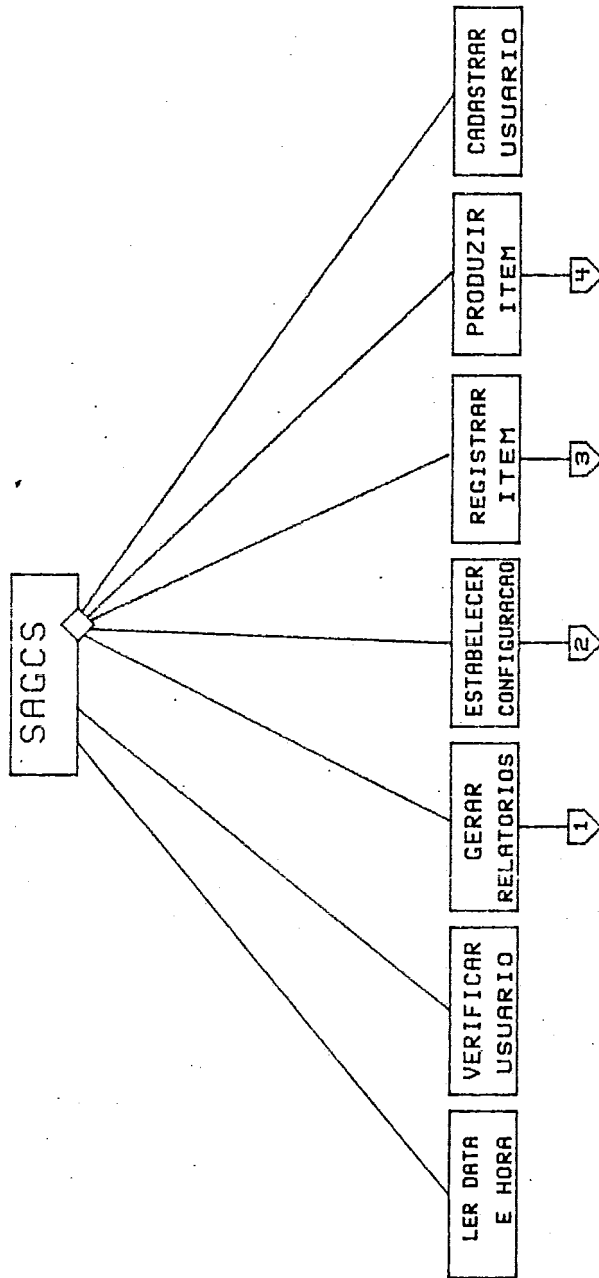 SAGCS
LER DATA
E HORA
VERIFICAR
USUARIO
GERAR
RELATORIOS
ESTABELECER
CONFIGURACAO
REGISTRAR
ITEM
PRODUZIR
ITEM
CADASTRAR
USUARIO
1
2
3
4